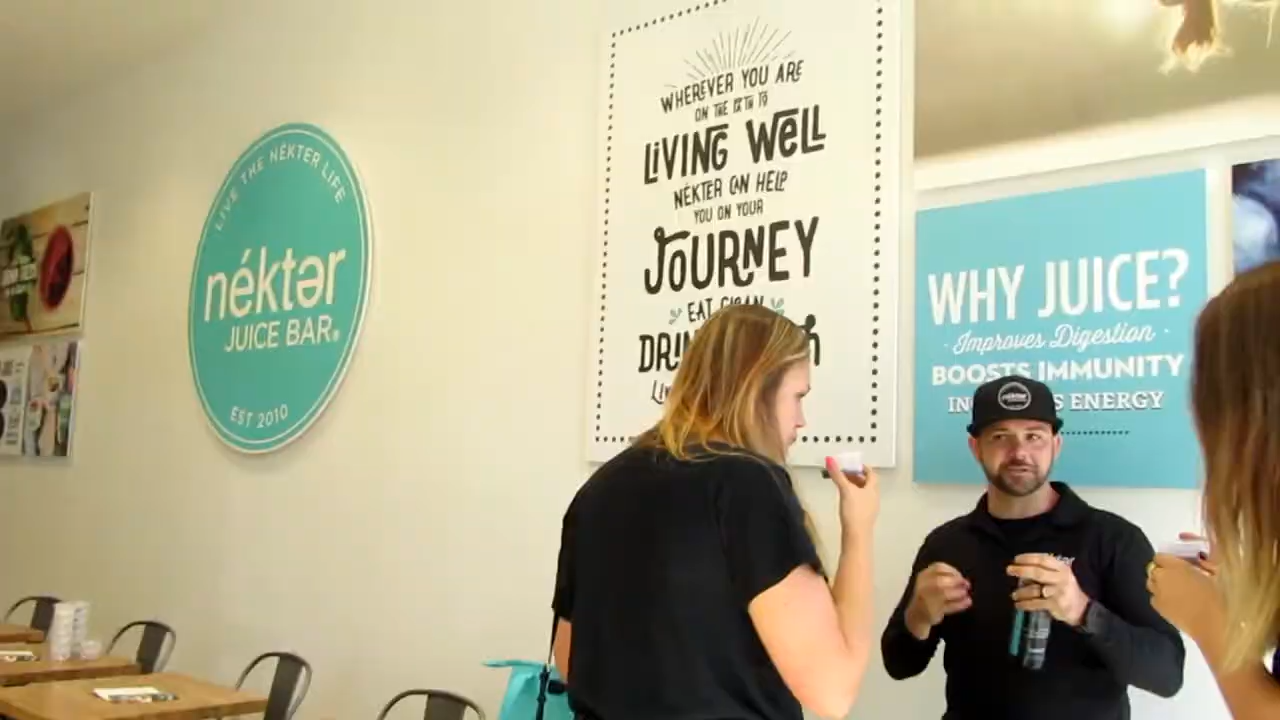 LIVE THE NÉKTER LIFE
néktər
JUICE BAR®
EST 2010
WHEREVER YOU ARE
ON THE PATH TO
LIVING WELL
NÉKTER CAN HELP
YOU ON YOUR
JOURNEY
EAT CLEAN
WHY JUICE?
· Improves Digestion ·
BOOSTS IMMUNITY
ENERGY
néktər